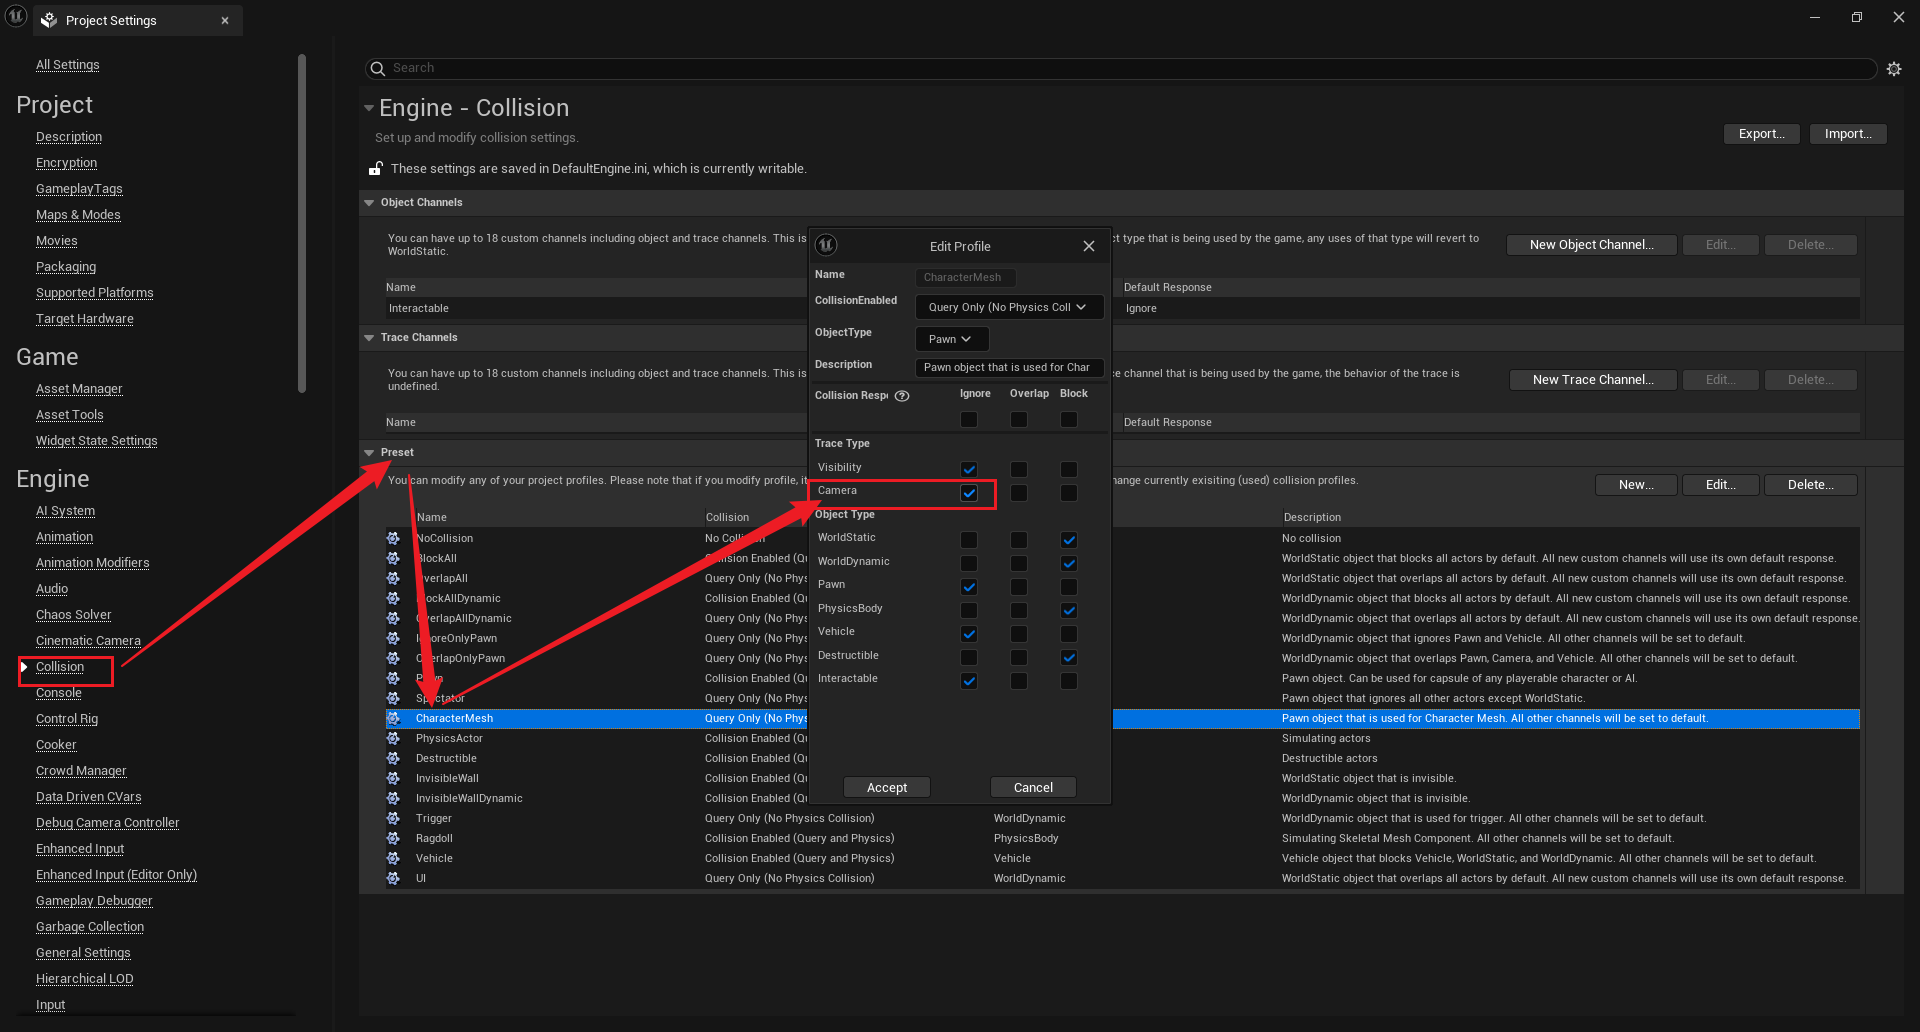 Project Settings
Search
All Settings
Project
Description
Encryption
GameplayTags
Maps & Modes
Movies
Packaging
Supported Platforms
Target Hardware
Game
Asset Manager
Asset Tools
Widget State Settings
Engine
AI System
Animation
Animation Modifiers
Audio
Chaos Solver
Cinematic Camera
Collision
Console
Control Rig
Cooker
Crowd Manager
Data Driven CVars
Debug Camera Controller
Enhanced Input
Enhanced Input (Editor Only)
Gameplay Debugger
Garbage Collection
General Settings
Hierarchical LOD
Input
Engine - Collision
Set up and modify collision settings.
Export... Import...
These settings are saved in DefaultEngine.ini, which is currently writable.
Object Channels
You can have up to 18 custom channels including object and trace channels. This is ct type that is being used by the game, any uses of that type will revert to
WorldStatic.
New Object Channel... Edit... Delete...
Name Default Response
Interactable Ignore
Trace Channels
You can have up to 18 custom channels including object and trace channels. This is ce channel that is being used by the game, the behavior of the trace is
undefined.
New Trace Channel... Edit... Delete...
Name Default Response
Preset
You can modify any of your project profiles. Please note that if you modify profile, it hange currently exisiting (used) collision profiles.
New... Edit... Delete...
Name Collision Description
NoCollision No Collision No collision
BlockAll Collision Enabled (Qu WorldStatic object that blocks all actors by default. All new custom channels will use its own default response.
OverlapAll Query Only (No Phys WorldStatic object that overlaps all actors by default. All new custom channels will use its own default response.
BlockAllDynamic Collision Enabled (Qu WorldDynamic object that blocks all actors by default. All new custom channels will use its own default response.
OverlapAllDynamic Query Only (No Phys WorldDynamic object that overlaps all actors by default. All new custom channels will use its own default response.
IgnoreOnlyPawn Query Only (No Phys WorldDynamic object that ignores Pawn and Vehicle. All other channels will be set to default.
OverlapOnlyPawn Query Only (No Phys WorldDynamic object that overlaps Pawn, Camera, and Vehicle. All other channels will be set to default.
Pawn Collision Enabled (Qu Pawn object. Can be used for capsule of any playerable character or AI.
Spectator Query Only (No Phys Pawn object that ignores all other actors except WorldStatic.
CharacterMesh Query Only (No Phys Pawn object that is used for Character Mesh. All other channels will be set to default.
PhysicsActor Collision Enabled (Qu Simulating actors
Destructible Collision Enabled (Qu Destructible actors
InvisibleWall Collision Enabled (Qu WorldStatic object that is invisible.
InvisibleWallDynamic Collision Enabled (Qu WorldDynamic object that is invisible.
Trigger Query Only (No Physics Collision) WorldDynamic WorldDynamic object that is used for trigger. All other channels will be set to default.
Ragdoll Collision Enabled (Query and Physics) PhysicsBody Simulating Skeletal Mesh Component. All other channels will be set to default.
Vehicle Collision Enabled (Query and Physics) Vehicle Vehicle object that blocks Vehicle, WorldStatic, and WorldDynamic. All other channels will be set to default.
UI Query Only (No Physics Collision) WorldDynamic WorldStatic object that overlaps all actors by default. All new custom channels will use its own default response.
Edit Profile
Name CharacterMesh
CollisionEnabled Query Only (No Physics Coll
ObjectType Pawn
Description Pawn object that is used for Char
Collision Respo ? Ignore Overlap Block
Trace Type
Visibility
Camera
Object Type
WorldStatic
WorldDynamic
Pawn
PhysicsBody
Vehicle
Destructible
Interactable
Accept Cancel